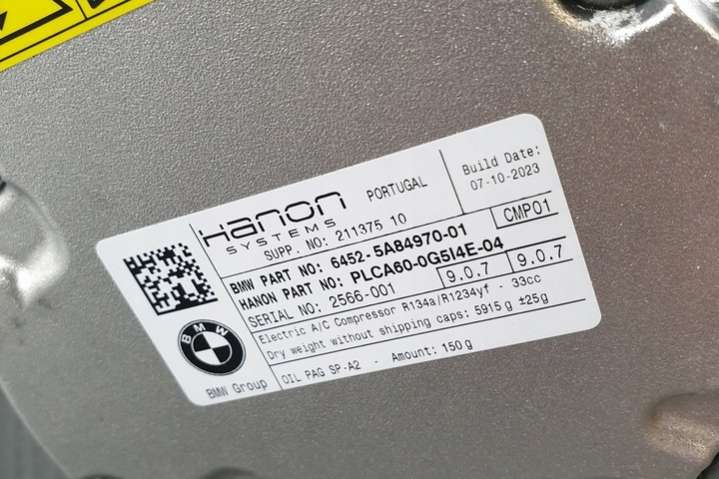 Hanon
SYSTEMS
PORTUGAL
Build Date:
07-10-2023
SUPP. NO: 211375 10
BMW PART NO: 6452-5A84970-01
CMP01
HANON PART NO: PLCA60-0G5I4E-04
SERIAL NO: 2566-001
9.0.7
9.0.7
Electric A/C Compressor R134a/R1234yf - 33cc
Dry weight without shipping caps: 5915 g ±25g
OIL PAG SP-A2 - Amount: 150 g
BMW
BMW Group